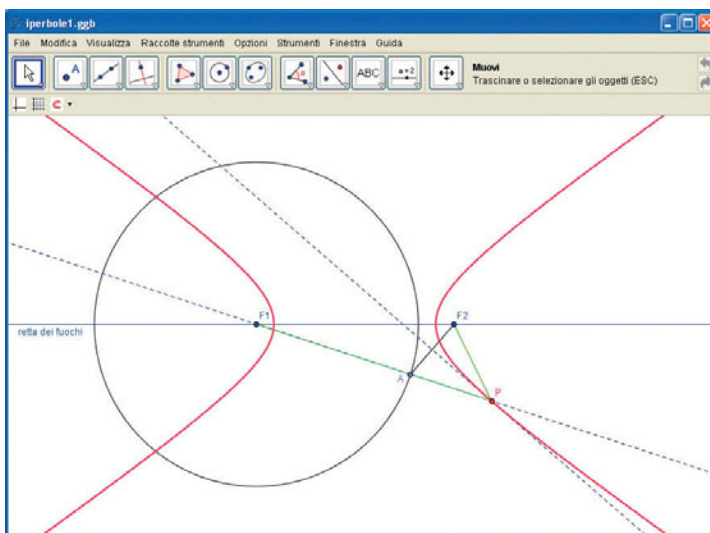 iperbole1.ggb
File Modifica Visualizza Raccolte strumenti Opzioni Strumenti Finestra Guida
A ABC a=2 Muovi
Trascinare o selezionare gli oggetti (ESC)
F1 F2
retta dei fuochi
A
P